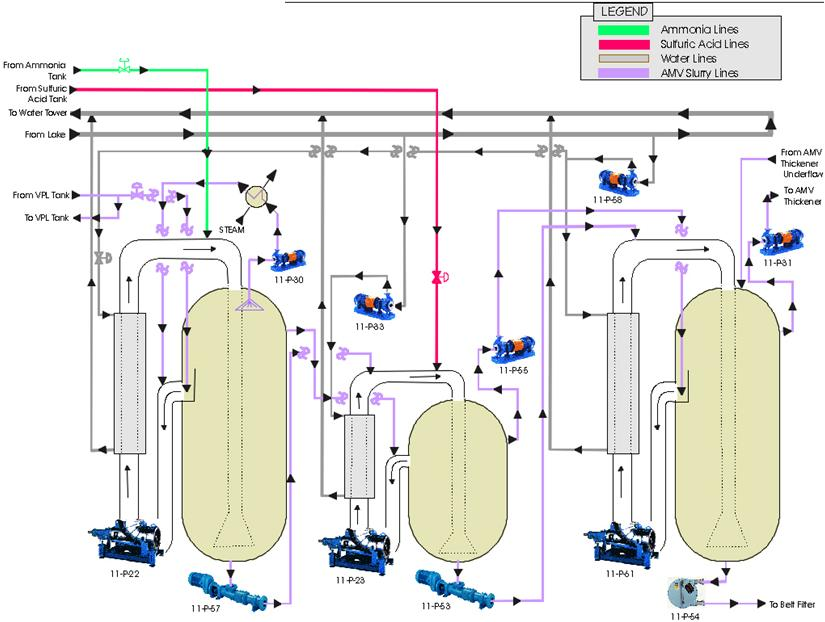 LEGEND
Ammonia Lines
Sulfuric Acid Lines
Water Lines
AMV Slurry Lines
From Ammonia
Tank
From Sulfuric
Acid Tank
To Water Tower
From Lake
From VPL Tank
To VPL Tank
STEAM
11-P-30
11-P-33
11-P-58
From AMV
Thickener
Underflow
To AMV
Thickener
11-P-31
11-P-55
11-P-22
11-P-57
11-P-23
11-P-53
11-P-51
11-P-54
To Belt Filter